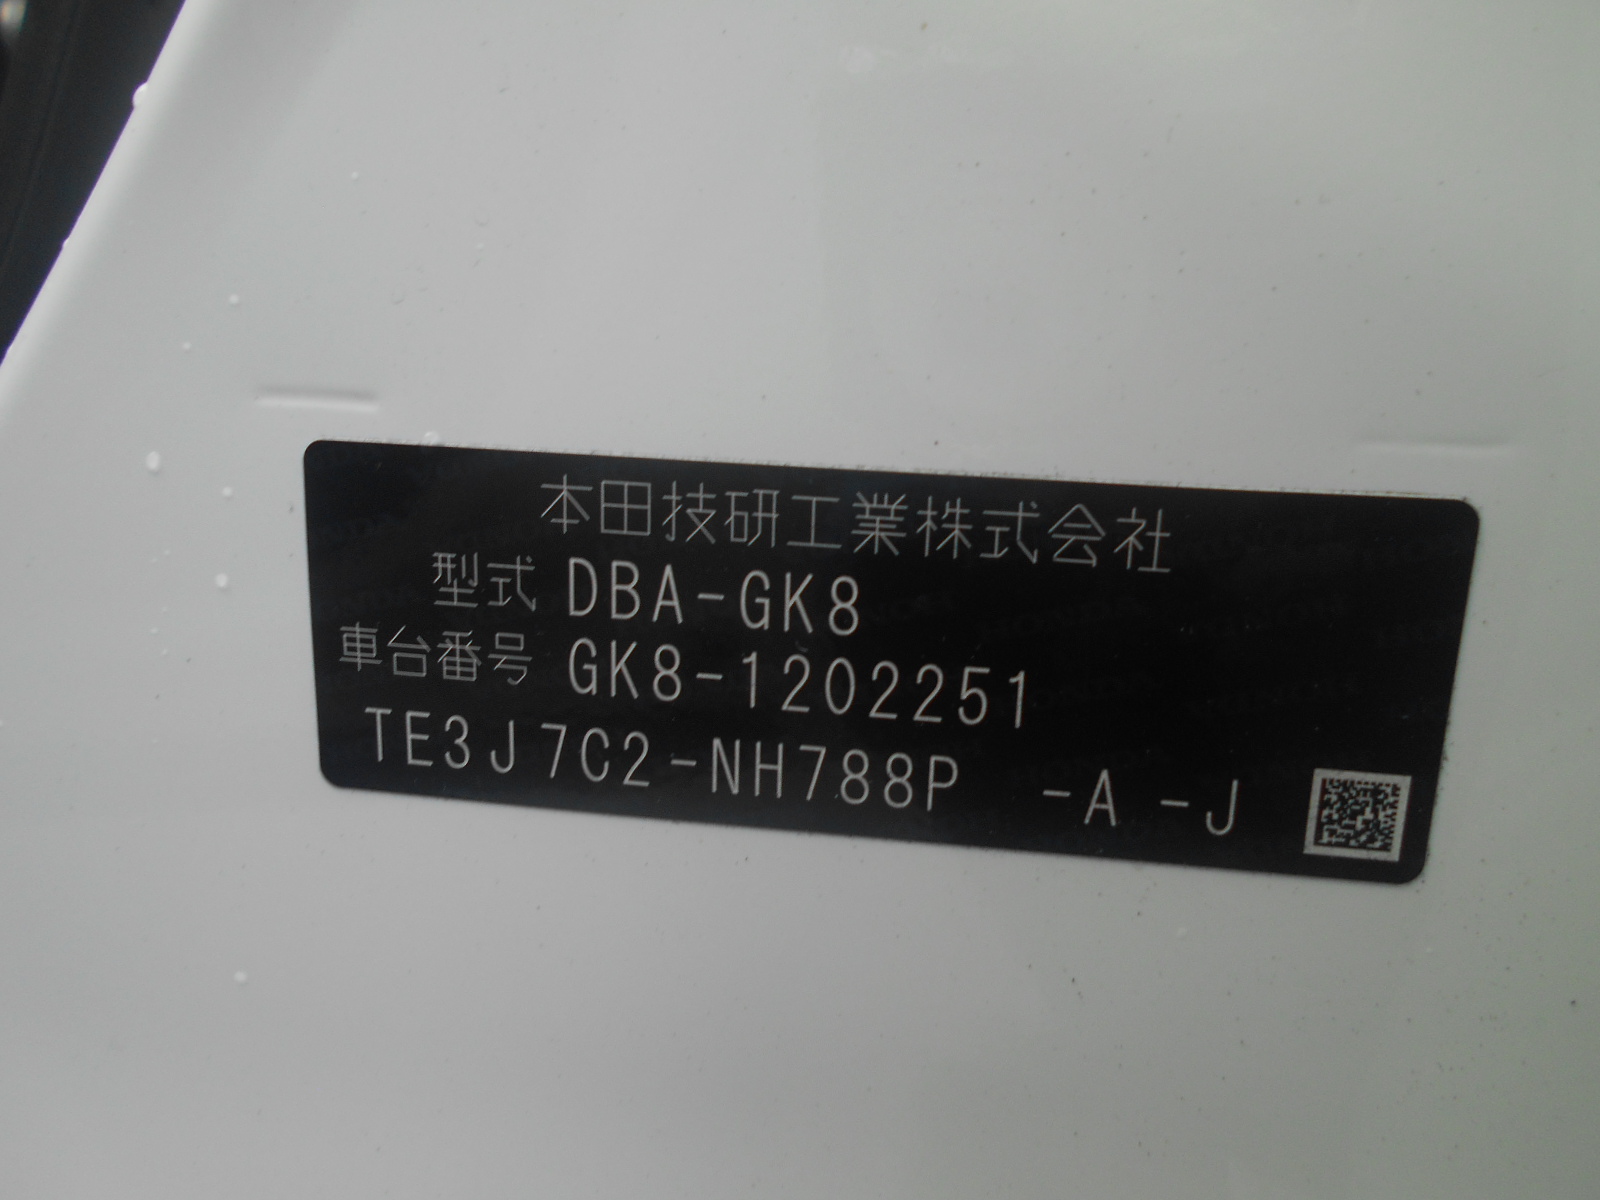 本田技研工業株式会社
型式 DBA-GK8
車台番号 GK8-1202251
TE3J7C2-NH788P -A -J